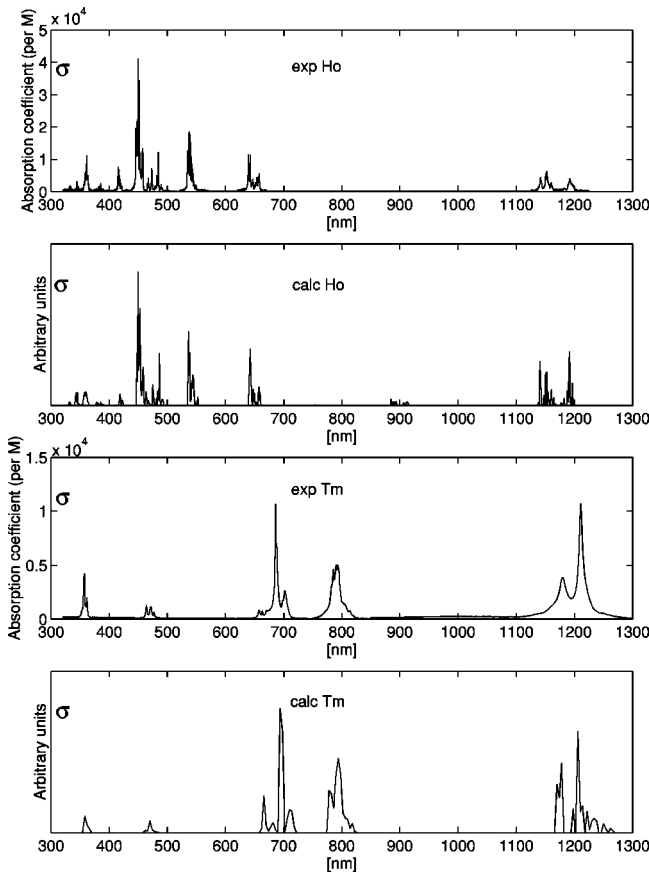 x 10⁴
Absorption coefficient (per M)
5
4
3
2
1
0
σ
exp Ho
300 400 500 600 700 800 900 1000 1100 1200 1300
[nm]
Arbitrary units
σ
calc Ho
300 400 500 600 700 800 900 1000 1100 1200 1300
[nm]
x 10⁴
Absorption coefficient (per M)
1.5
1
0.5
0
σ
exp Tm
300 400 500 600 700 800 900 1000 1100 1200 1300
[nm]
Arbitrary units
σ
calc Tm
300 400 500 600 700 800 900 1000 1100 1200 1300
[nm]